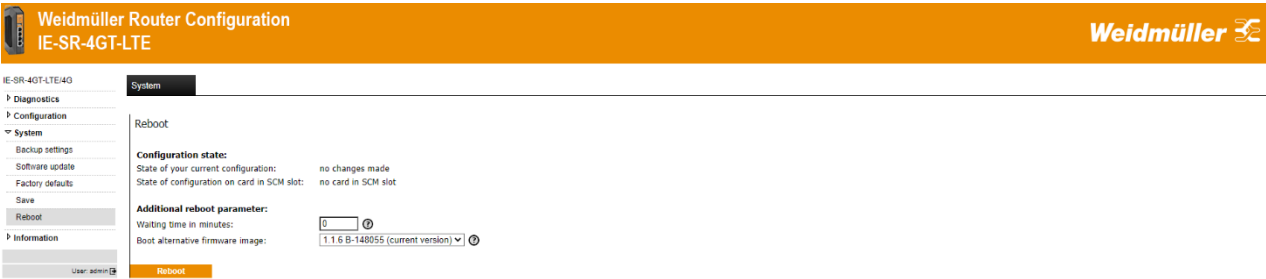 Weidmüller Router Configuration
IE-SR-4GT-LTE
Weidmüller
IE-SR-4GT-LTE/4G
Diagnostics
Configuration
System
Backup settings
Software update
Factory defaults
Save
Reboot
Information
User: admin
System
Reboot
Configuration state:
State of your current configuration: no changes made
State of configuration on card in SCM slot: no card in SCM slot
Additional reboot parameter:
Waiting time in minutes: 0
Boot alternative firmware image: 1.1.6 B-148055 (current version)
Reboot